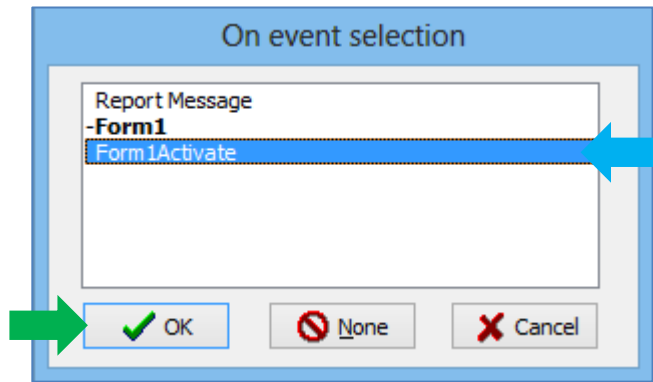 On event selection
Report Message
-Form1
Form1Activate
OK
None
Cancel